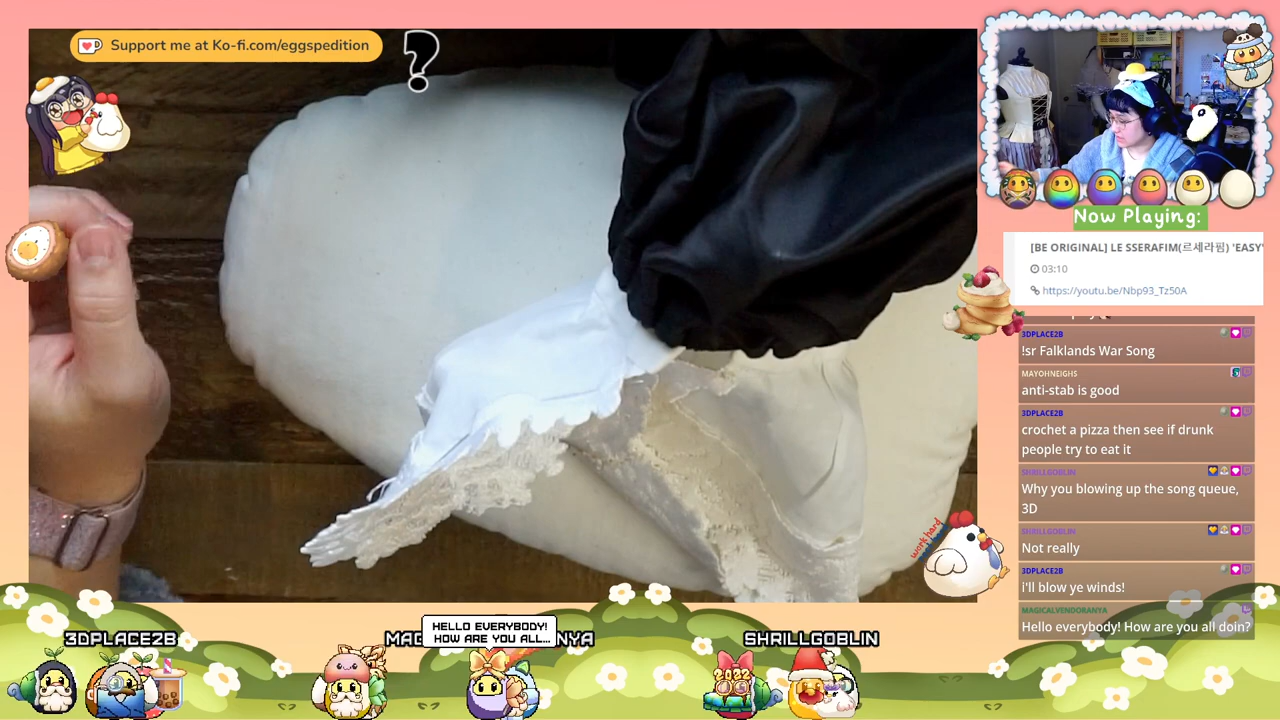 Support me at Ko-fi.com/eggspedition
?
Now Playing:
[BE ORIGINAL] LE SSERAFIM(르세라핌) 'EASY'
03:10
https://youtu.be/Nbp93_Tz50A
3DPLACE2B
!sr Falklands War Song
MAYOHNEIGHS
anti-stab is good
3DPLACE2B
crochet a pizza then see if drunk
people try to eat it
SHRILLGOBLIN
Why you blowing up the song queue,
3D
SHRILLGOBLIN
Not really
3DPLACE2B
i'll blow ye winds!
MAGICALVENDORANYA
Hello everybody! How are you all doin?
work hard
3DPLACE2B
MAG
NYA
HELLO EVERYBODY!
HOW ARE YOU ALL...
SHRILLGOBLIN
2022